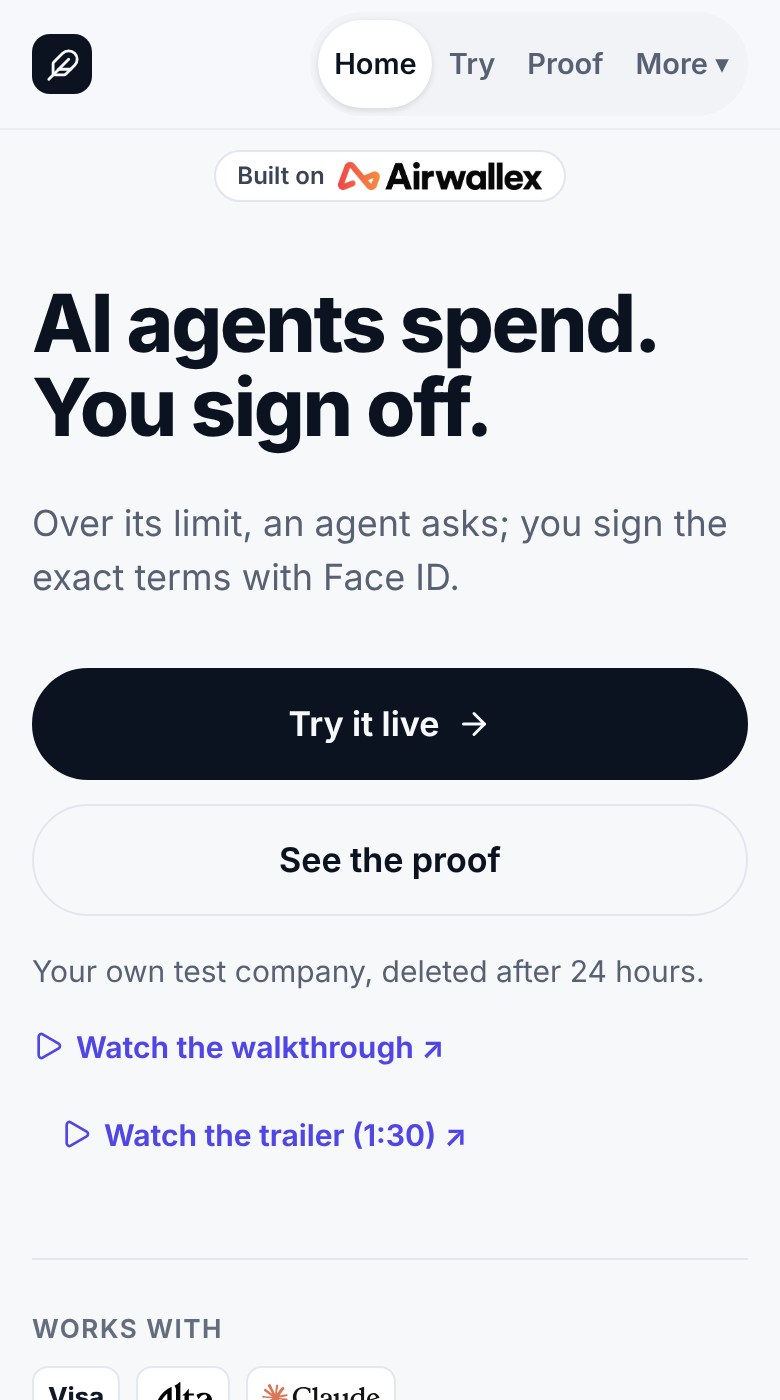 Home Try Proof More ▾
Built on Airwallex
AI agents spend.
You sign off.
Over its limit, an agent asks; you sign the
exact terms with Face ID.
Try it live →
See the proof
Your own test company, deleted after 24 hours.
Watch the walkthrough ↗
Watch the trailer (1:30) ↗
WORKS WITH
Visa Alta Claude